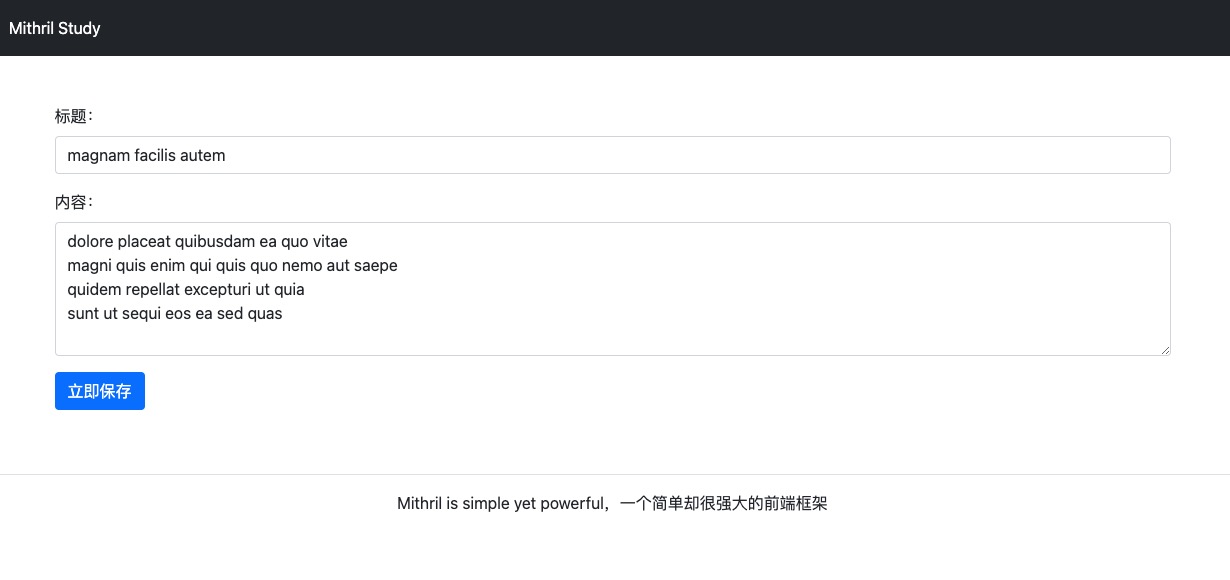 Mithril Study
标题：
magnam facilis autem
内容：
dolore placeat quibusdam ea quo vitae
magni quis enim qui quis quo nemo aut saepe
quidem repellat excepturi ut quia
sunt ut sequi eos ea sed quas
立即保存
Mithril is simple yet powerful，一个简单却很强大的前端框架